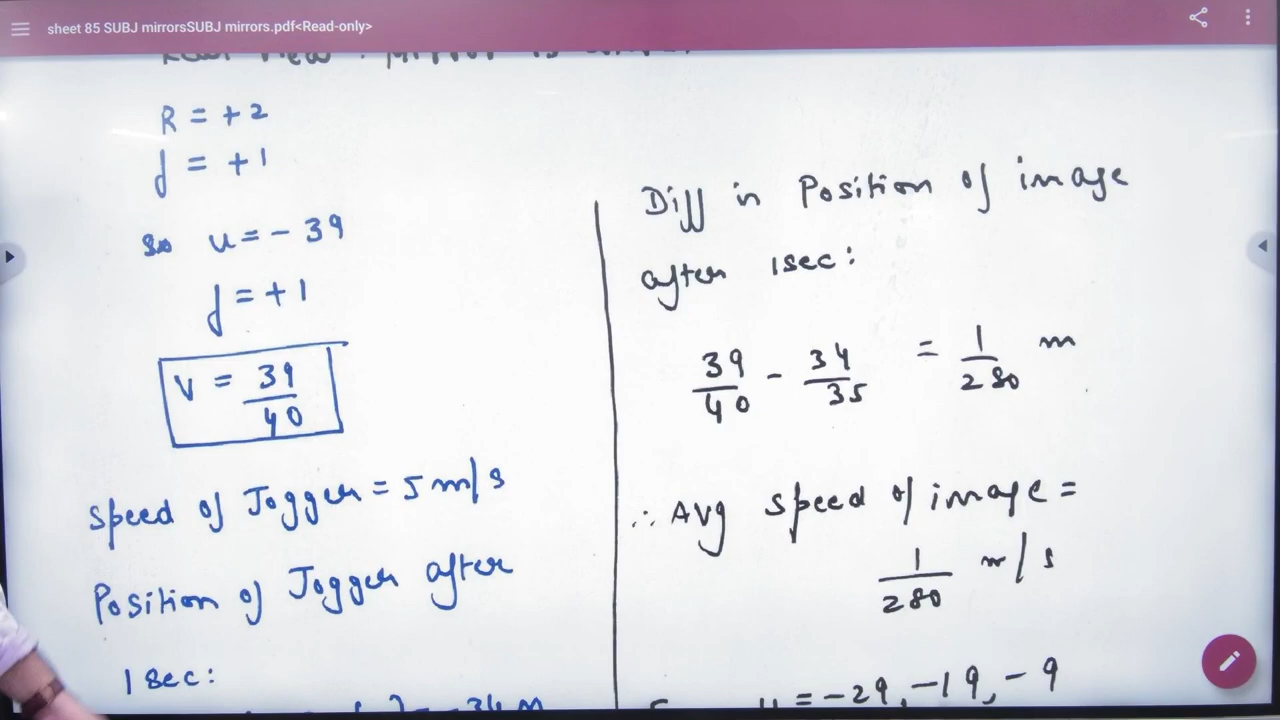 sheet 85 SUBJ mirrorsSUBJ mirrors.pdf<Read-only>
R = +2
f = +1
so u = - 39
f = +1
V = 39/40
Speed of Jogger = 5 m/s
Position of Jogger after
1 sec:
Diff in Position of image
after 1sec:
39/40 - 34/35 = 1/280 m
∴ Avg speed of image =
1/280 m/s
u = -29, -19, -9